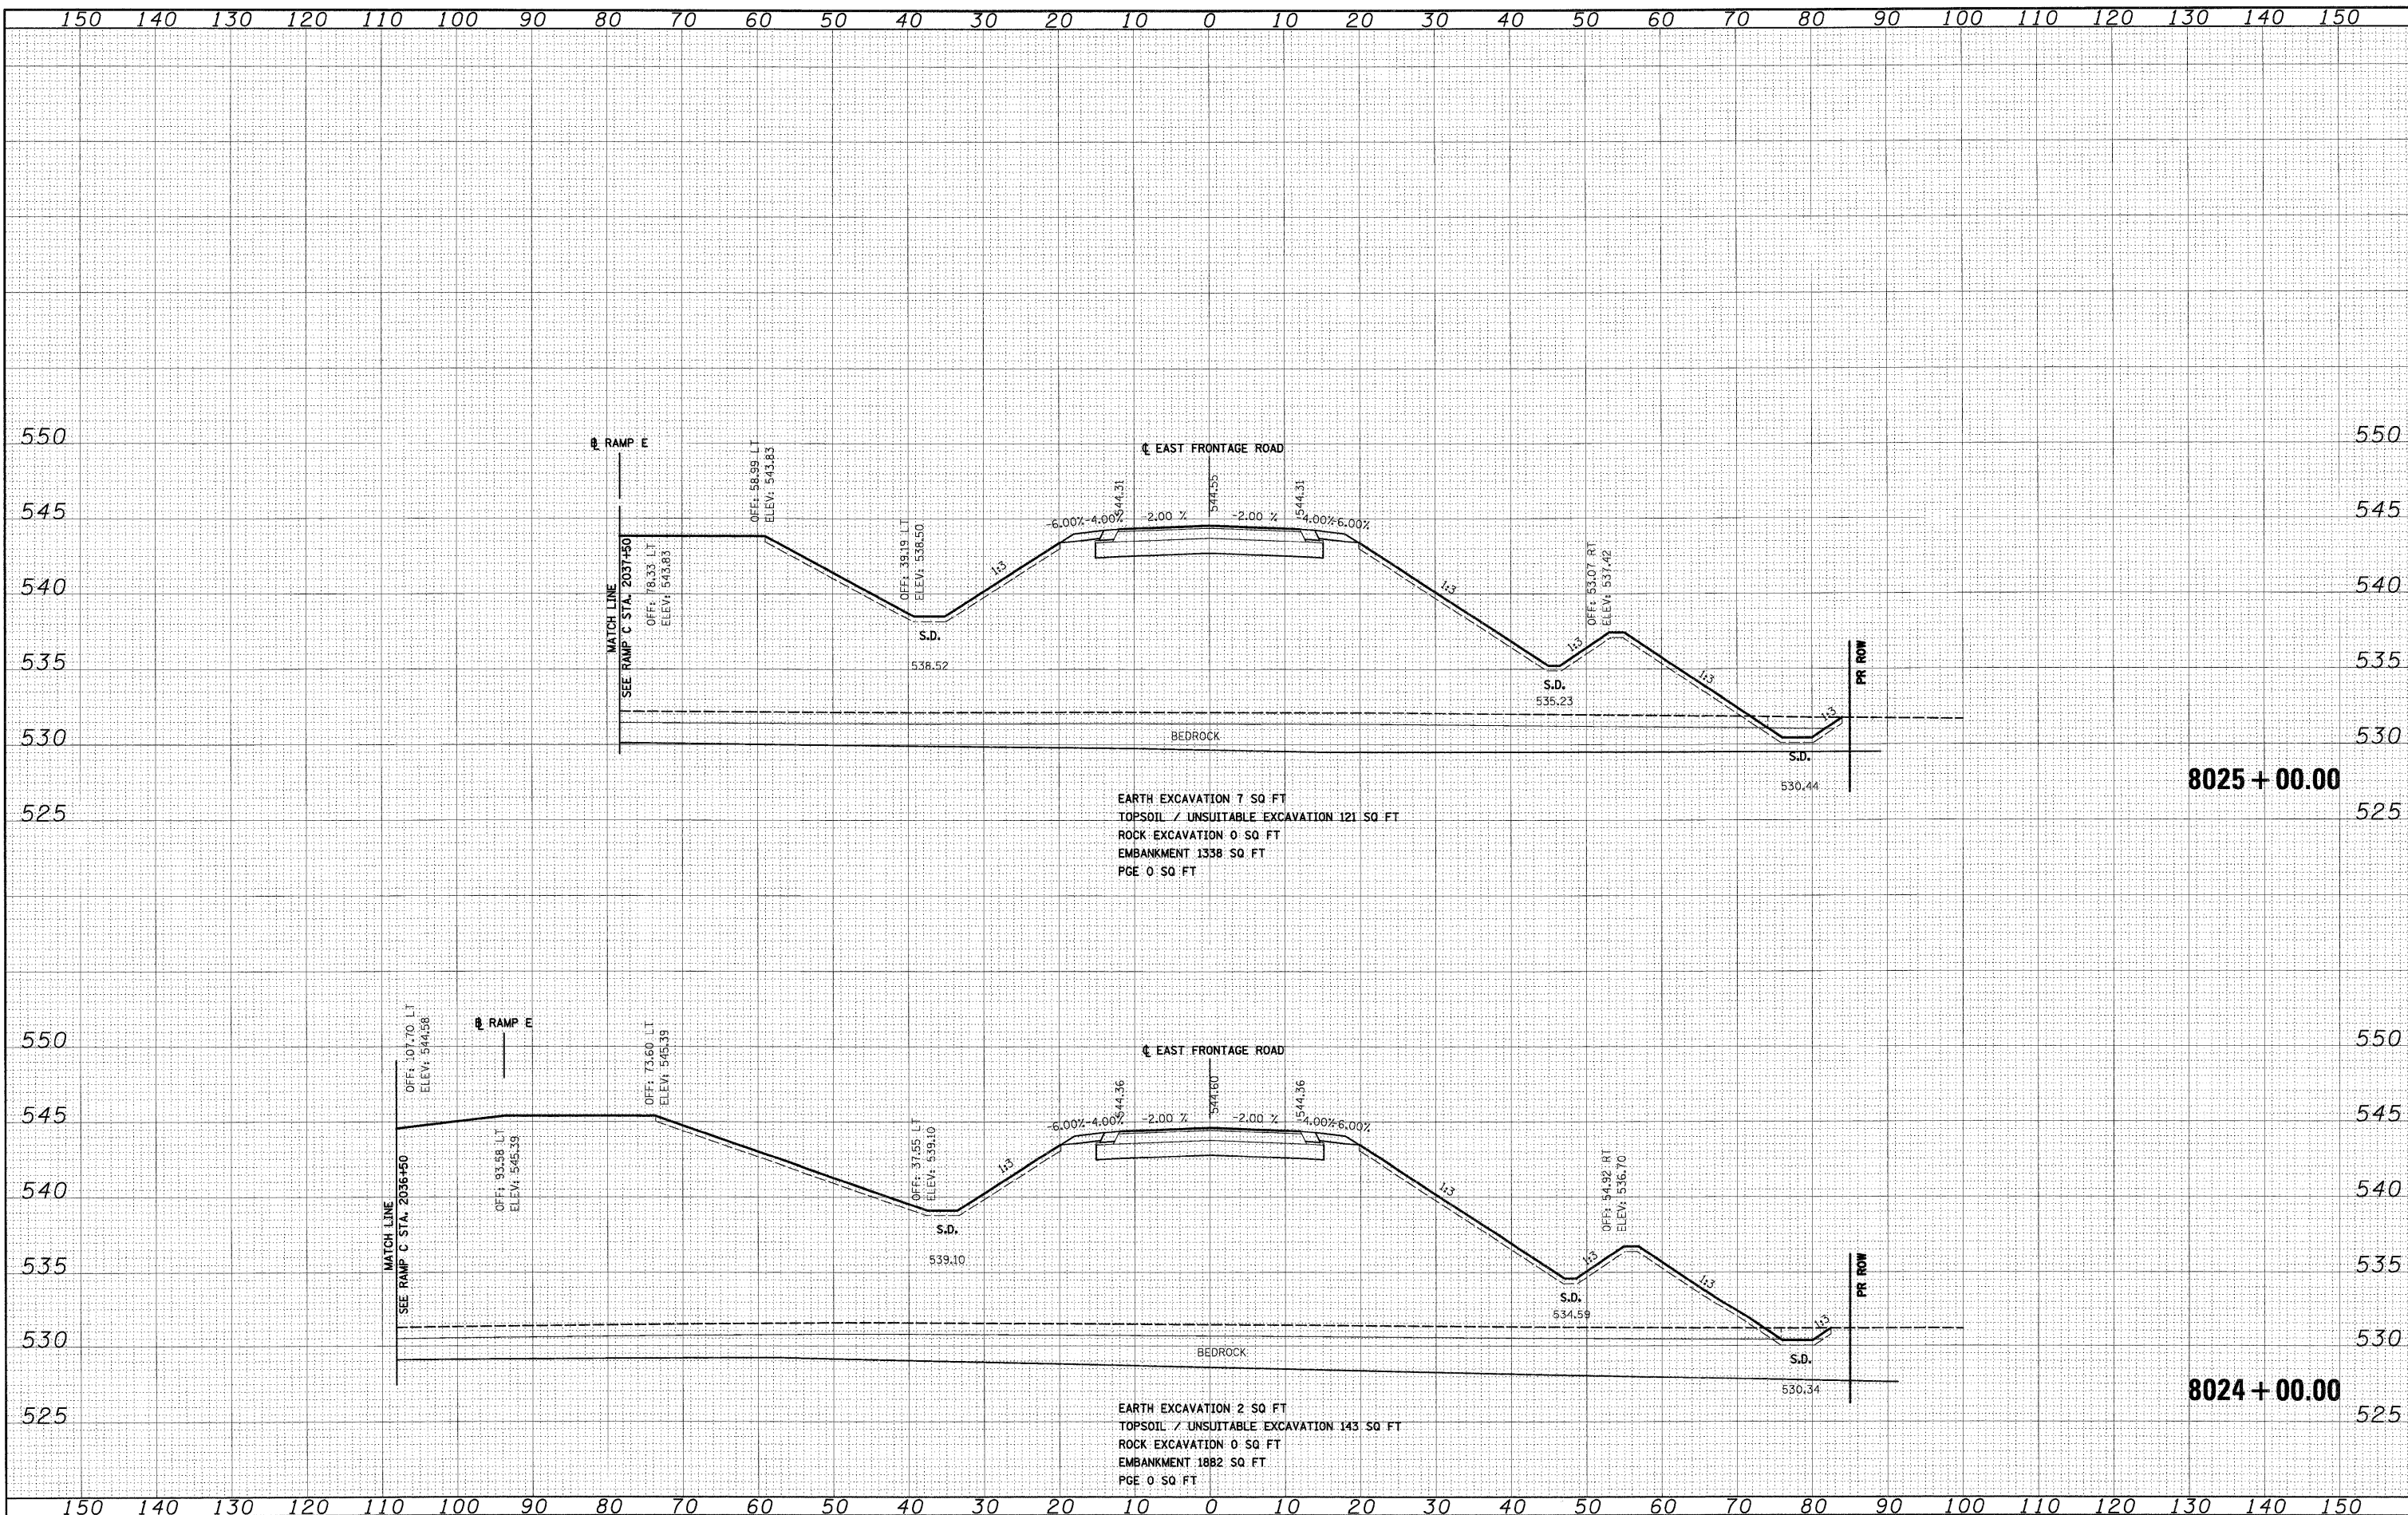 150 140 130 120 110 100 90 80 70 60 50 40 30 20 10 0 10 20 30 40 50 60 70 80 90 100 110 120 130 140 150
550 550
545 545
540 540
535 535
530 530
525 525
℄ RAMP E
OFF: 58.99 LT
ELEV: 543.83
℄ EAST FRONTAGE ROAD
544.31
544.55
544.31
-6.00% -4.00% -2.00 % -2.00 % -4.00% -6.00%
OFF: 39.19 LT
ELEV: 538.50
MATCH LINE
SEE RAMP C STA. 2037+50
OFF: 78.33 LT
ELEV: 543.83
1:3
1:3
1:3
OFF: 53.07 RT
ELEV: 537.42
1:3
1:3
PR ROW
S.D.
538.52
S.D.
535.23
BEDROCK
S.D.
530.44
8025+00.00
EARTH EXCAVATION 7 SQ FT
TOPSOIL / UNSUITABLE EXCAVATION 121 SQ FT
ROCK EXCAVATION 0 SQ FT
EMBANKMENT 1338 SQ FT
PGE 0 SQ FT
550 550
545 545
540 540
535 535
530 530
525 525
OFF: 107.70 LT
ELEV: 544.58
℄ RAMP E
OFF: 73.60 LT
ELEV: 545.39
℄ EAST FRONTAGE ROAD
544.36
544.60
544.36
-6.00% -4.00% -2.00 % -2.00 % -4.00% -6.00%
OFF: 93.58 LT
ELEV: 545.39
MATCH LINE
SEE RAMP C STA. 2036+50
OFF: 37.55 LT
ELEV: 539.10
1:3
1:3
1:3
OFF: 54.92 RT
ELEV: 536.70
1:3
1:3
PR ROW
S.D.
539.10
S.D.
534.59
BEDROCK
S.D.
530.34
8024+00.00
EARTH EXCAVATION 2 SQ FT
TOPSOIL / UNSUITABLE EXCAVATION 143 SQ FT
ROCK EXCAVATION 0 SQ FT
EMBANKMENT 1882 SQ FT
PGE 0 SQ FT
150 140 130 120 110 100 90 80 70 60 50 40 30 20 10 0 10 20 30 40 50 60 70 80 90 100 110 120 130 140 150